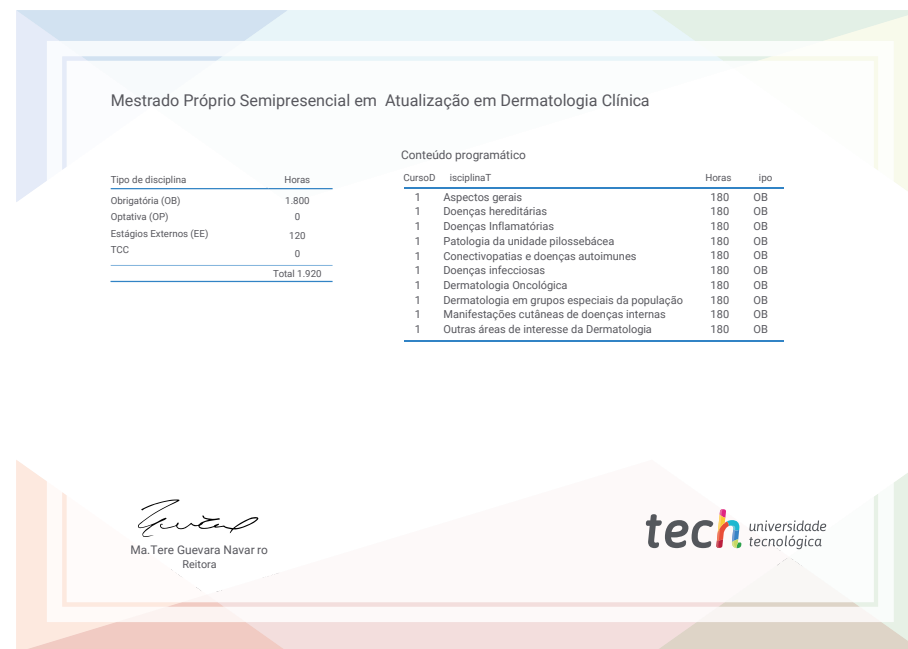 Mestrado Próprio Semipresencial em Atualização em Dermatologia Clínica
Tipo de disciplina Horas
Obrigatória (OB) 1.800
Optativa (OP) 0
Estágios Externos (EE) 120
TCC 0
Total 1.920
Conteúdo programático
CursoD isciplinaT Horas ipo
1 Aspectos gerais 180 OB
1 Doenças hereditárias 180 OB
1 Doenças Inflamatórias 180 OB
1 Patologia da unidade pilossebácea 180 OB
1 Conectivopatias e doenças autoimunes 180 OB
1 Doenças infecciosas 180 OB
1 Dermatologia Oncológica 180 OB
1 Dermatologia em grupos especiais da população 180 OB
1 Manifestações cutâneas de doenças internas 180 OB
1 Outras áreas de interesse da Dermatologia 180 OB
Ma.Tere Guevara Navar ro
Reitora
tech universidade
tecnológica